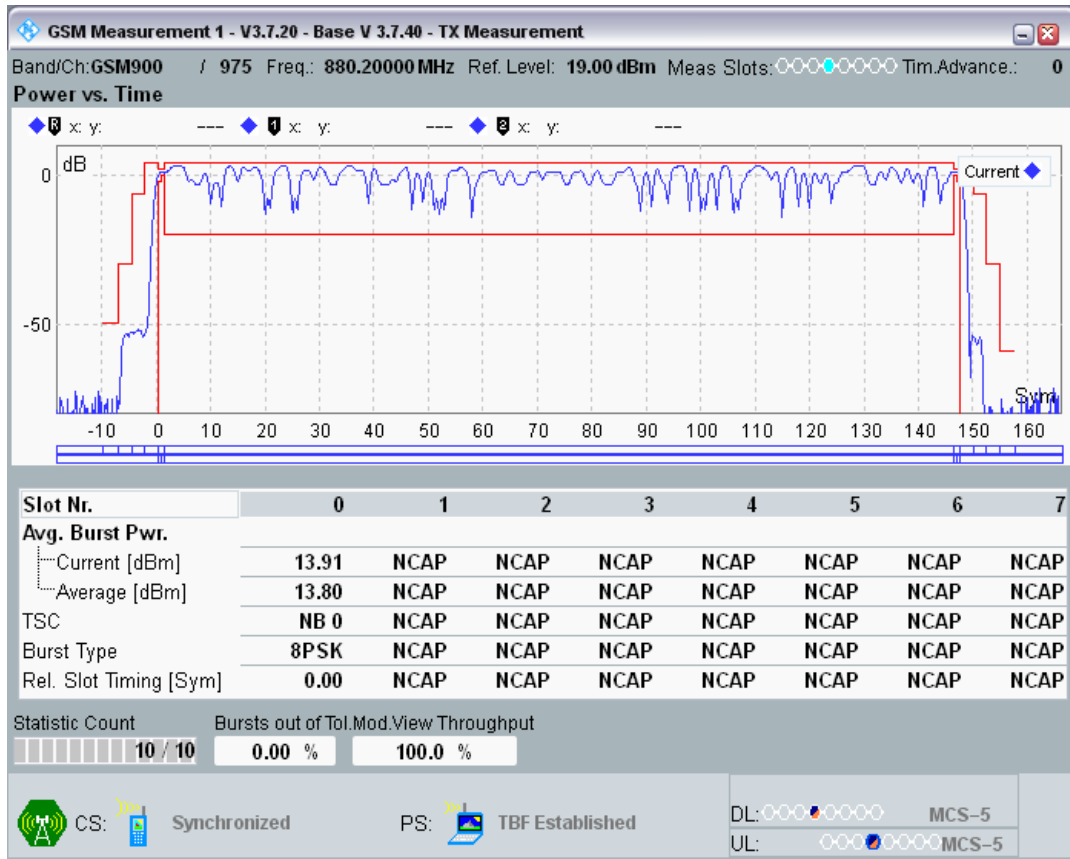 GSM Measurement 1 - V3.7.20 - Base V 3.7.40 - TX Measurement
Band/Ch:GSM900 / 975 Freq.: 880.20000 MHz Ref. Level: 19.00 dBm Meas Slots: Tim.Advance.: 0
Power vs. Time
R x: y: --- 1 x: y: --- 2 x: y: ---
dB
Current
0
-50
Sym
-10 0 10 20 30 40 50 60 70 80 90 100 110 120 130 140 150 160
Slot Nr. 0 1 2 3 4 5 6 7
Avg. Burst Pwr.
Current [dBm] 13.91 NCAP NCAP NCAP NCAP NCAP NCAP NCAP
Average [dBm] 13.80 NCAP NCAP NCAP NCAP NCAP NCAP NCAP
TSC NB 0 NCAP NCAP NCAP NCAP NCAP NCAP NCAP
Burst Type 8PSK NCAP NCAP NCAP NCAP NCAP NCAP NCAP
Rel. Slot Timing [Sym] 0.00 NCAP NCAP NCAP NCAP NCAP NCAP NCAP
Statistic Count Bursts out of Tol. Mod.View Throughput
10 / 10 0.00 % 100.0 %
CS: Synchronized PS: TBF Established
DL: MCS-5
UL: MCS-5